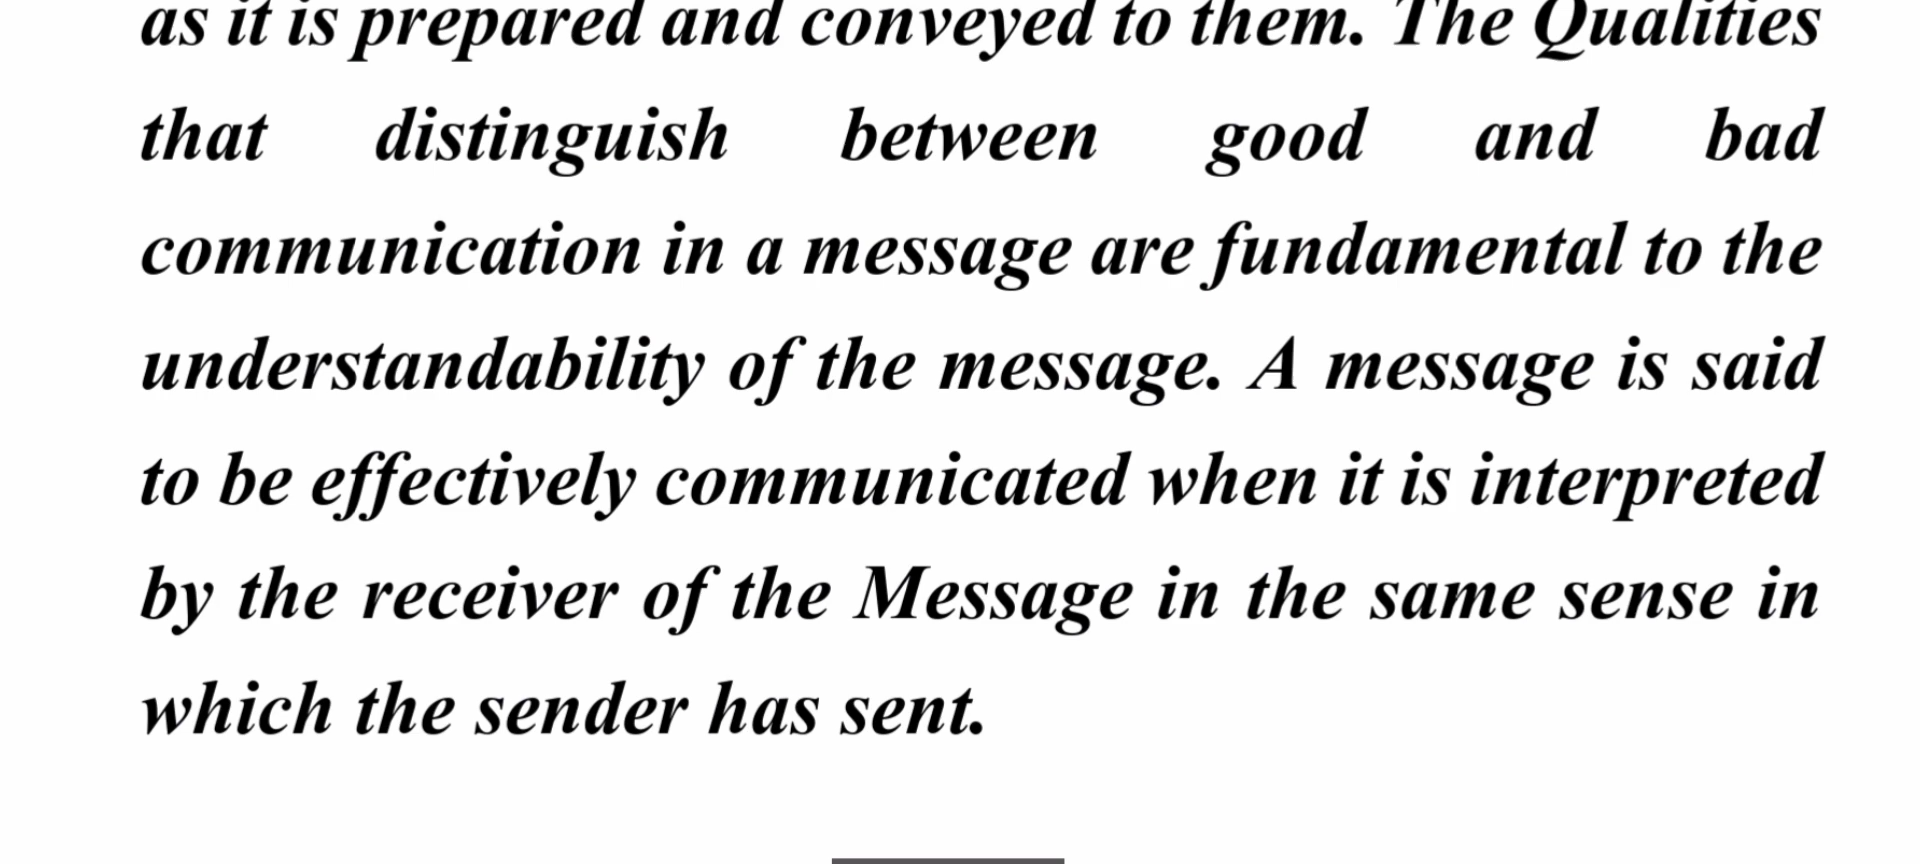 as it is prepared and conveyed to them. The Qualities
that distinguish between good and bad
communication in a message are fundamental to the
understandability of the message. A message is said
to be effectively communicated when it is interpreted
by the receiver of the Message in the same sense in
which the sender has sent.